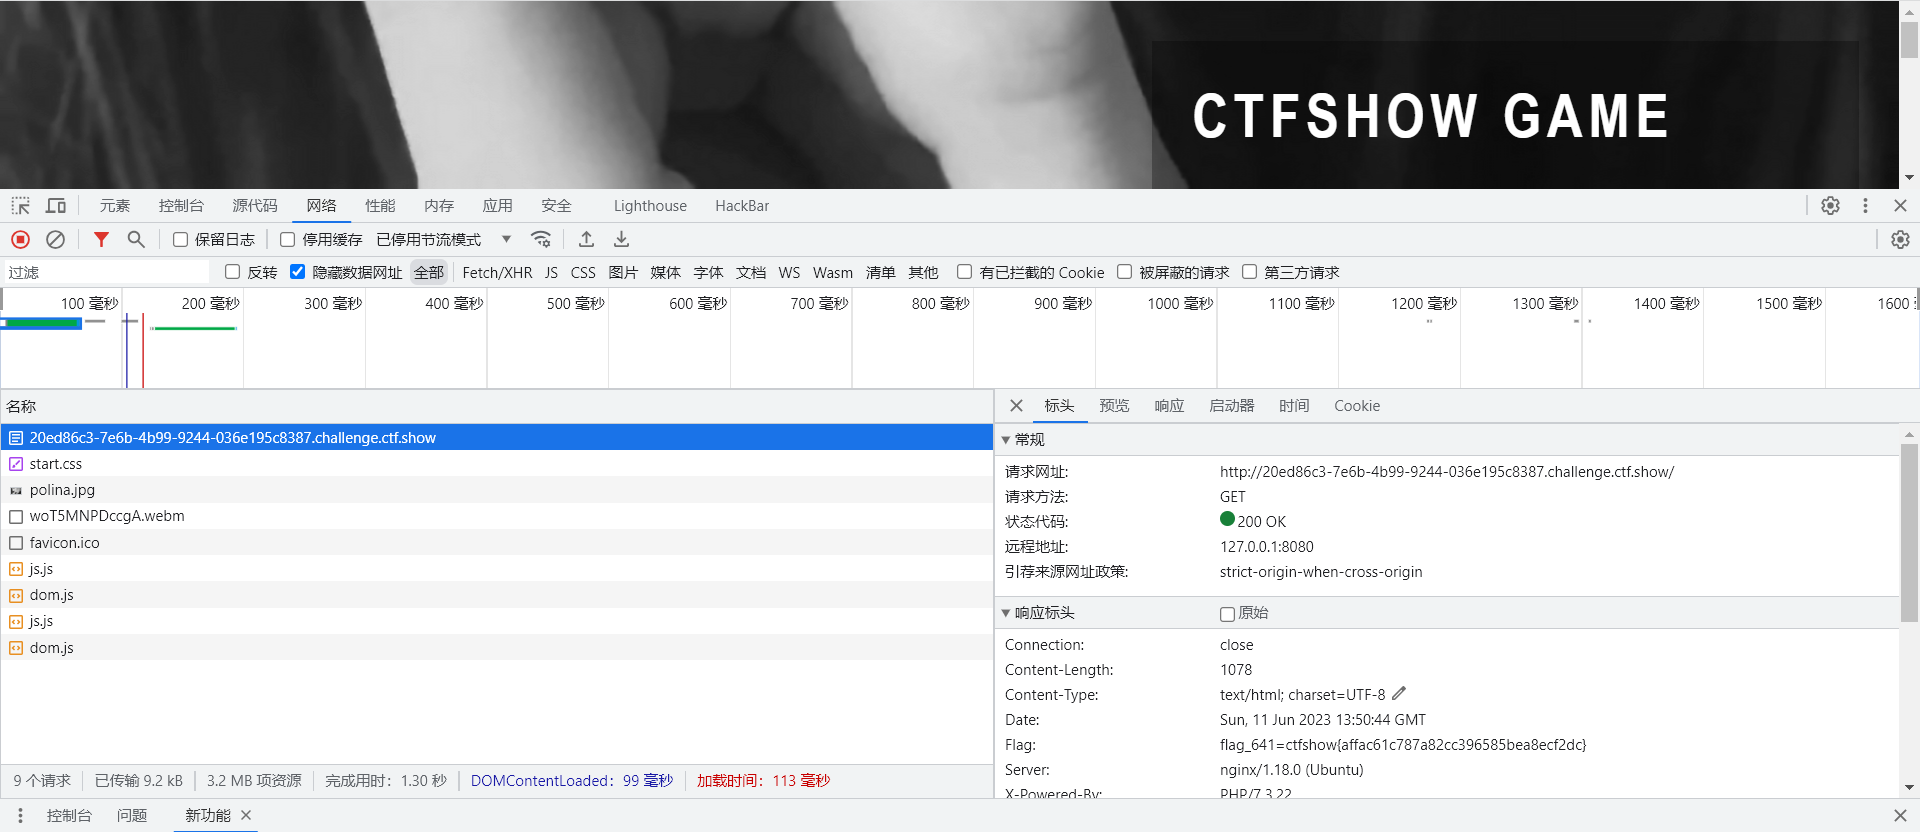 CTFSHOW GAME
元素 控制台 源代码 网络 性能 内存 应用 安全 Lighthouse HackBar
保留日志 停用缓存 已停用节流模式
过滤 反转 隐藏数据网址 全部 Fetch/XHR JS CSS 图片 媒体 字体 文档 WS Wasm 清单 其他 有已拦截的 Cookie 被屏蔽的请求 第三方请求
100 毫秒 200 毫秒 300 毫秒 400 毫秒 500 毫秒 600 毫秒 700 毫秒 800 毫秒 900 毫秒 1000 毫秒 1100 毫秒 1200 毫秒 1300 毫秒 1400 毫秒 1500 毫秒 1600
名称
20ed86c3-7e6b-4b99-9244-036e195c8387.challenge.ctf.show
start.css
polina.jpg
woT5MNPDccgA.webm
favicon.ico
js.js
dom.js
js.js
dom.js
9 个请求 已传输 9.2 kB 3.2 MB 项资源 完成用时：1.30 秒 DOMContentLoaded：99 毫秒 加载时间：113 毫秒
标头 预览 响应 启动器 时间 Cookie
常规
请求网址: http://20ed86c3-7e6b-4b99-9244-036e195c8387.challenge.ctf.show/
请求方法: GET
状态代码: 200 OK
远程地址: 127.0.0.1:8080
引荐来源网址政策: strict-origin-when-cross-origin
响应标头 原始
Connection: close
Content-Length: 1078
Content-Type: text/html; charset=UTF-8
Date: Sun, 11 Jun 2023 13:50:44 GMT
Flag: flag_641=ctfshow{affac61c787a82cc396585bea8ecf2dc}
Server: nginx/1.18.0 (Ubuntu)
X-Powered-By: PHP/7.3.22
控制台 问题 新功能